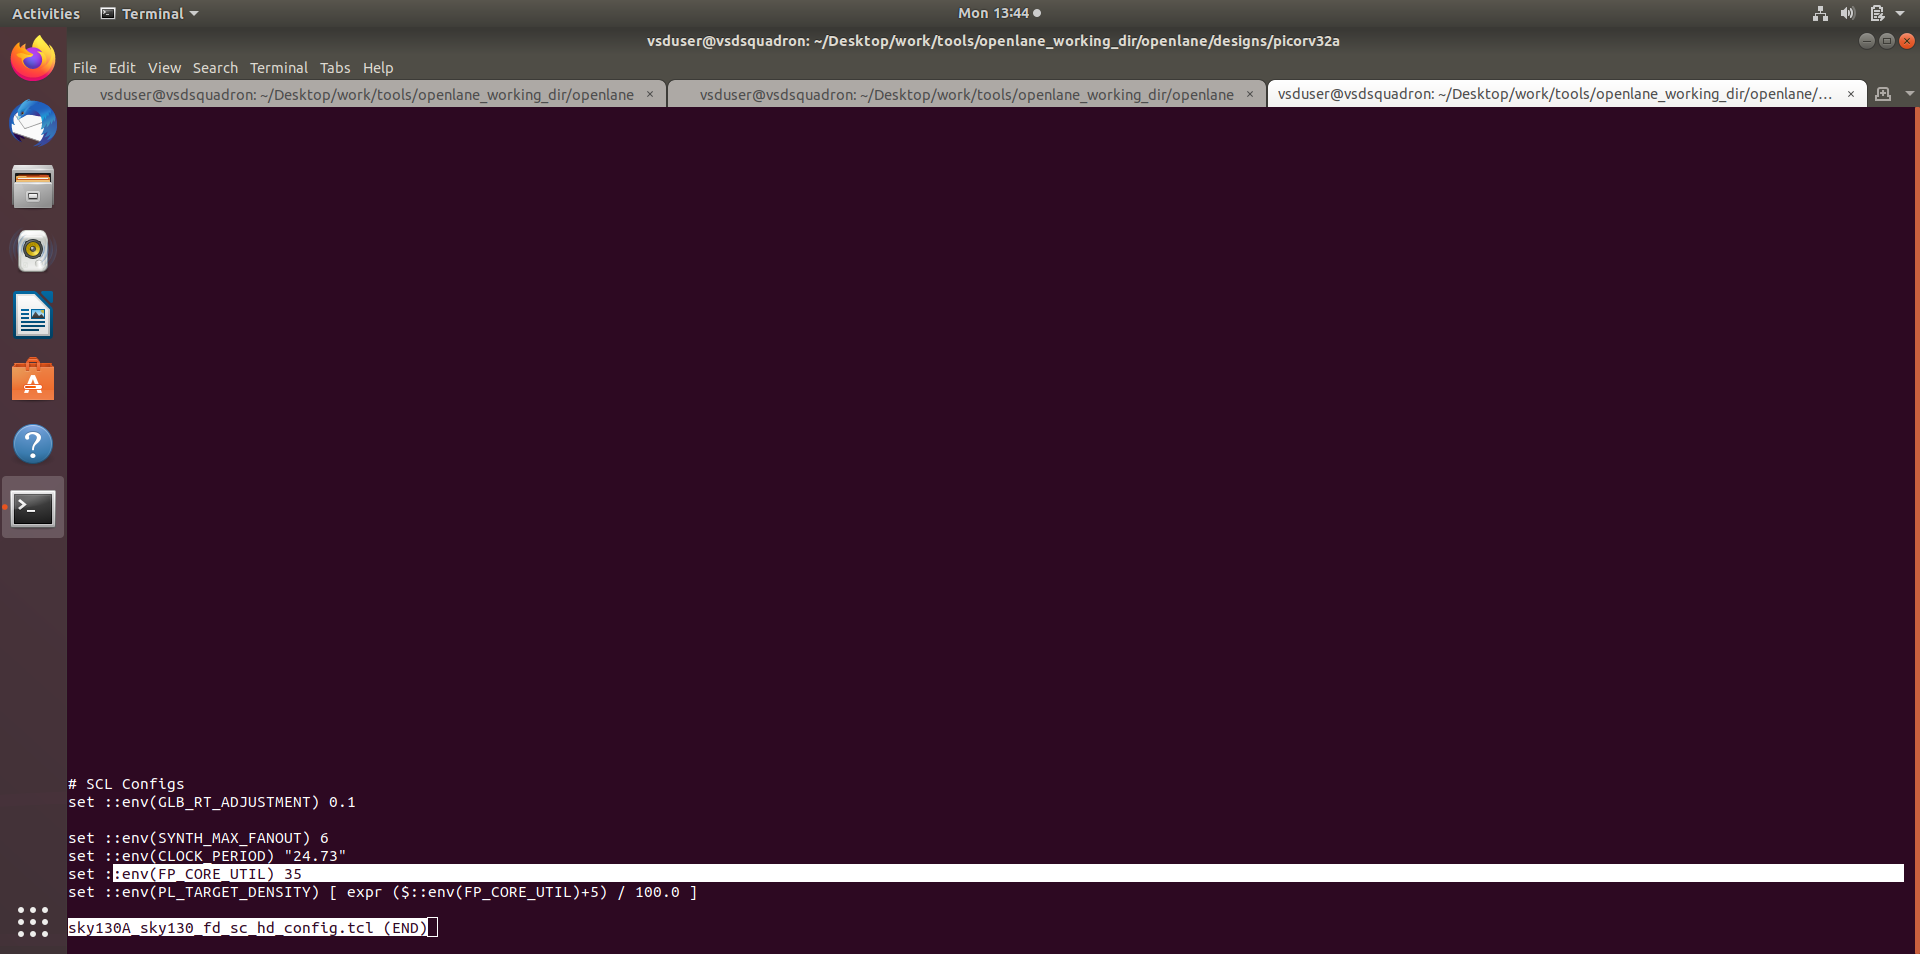 Activities
Terminal
Mon 13:44
vsduser@vsdsquadron: ~/Desktop/work/tools/openlane_working_dir/openlane/designs/picorv32a
File Edit View Search Terminal Tabs Help
vsduser@vsdsquadron: ~/Desktop/work/tools/openlane_working_dir/openlane ×
vsduser@vsdsquadron: ~/Desktop/work/tools/openlane_working_dir/openlane ×
vsduser@vsdsquadron: ~/Desktop/work/tools/openlane_working_dir/openlane/... ×
# SCL Configs
set ::env(GLB_RT_ADJUSTMENT) 0.1
set ::env(SYNTH_MAX_FANOUT) 6
set ::env(CLOCK_PERIOD) "24.73"
set ::env(FP_CORE_UTIL) 35
set ::env(PL_TARGET_DENSITY) [ expr ($::env(FP_CORE_UTIL)+5) / 100.0 ]
sky130A_sky130_fd_sc_hd_config.tcl (END)